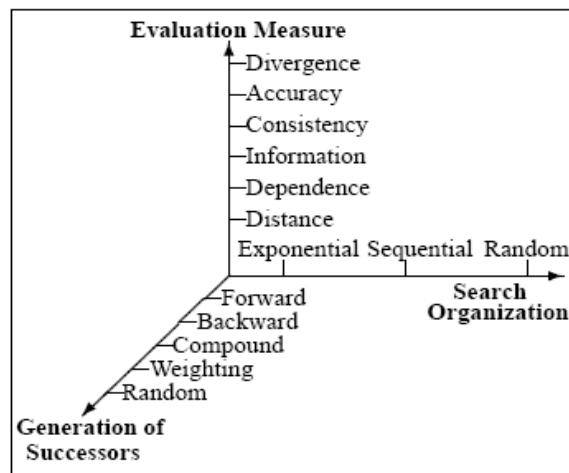 Evaluation Measure
Divergence
Accuracy
Consistency
Information
Dependence
Distance
Exponential Sequential Random
Search
Organization
Forward
Backward
Compound
Weighting
Random
Generation of
Successors